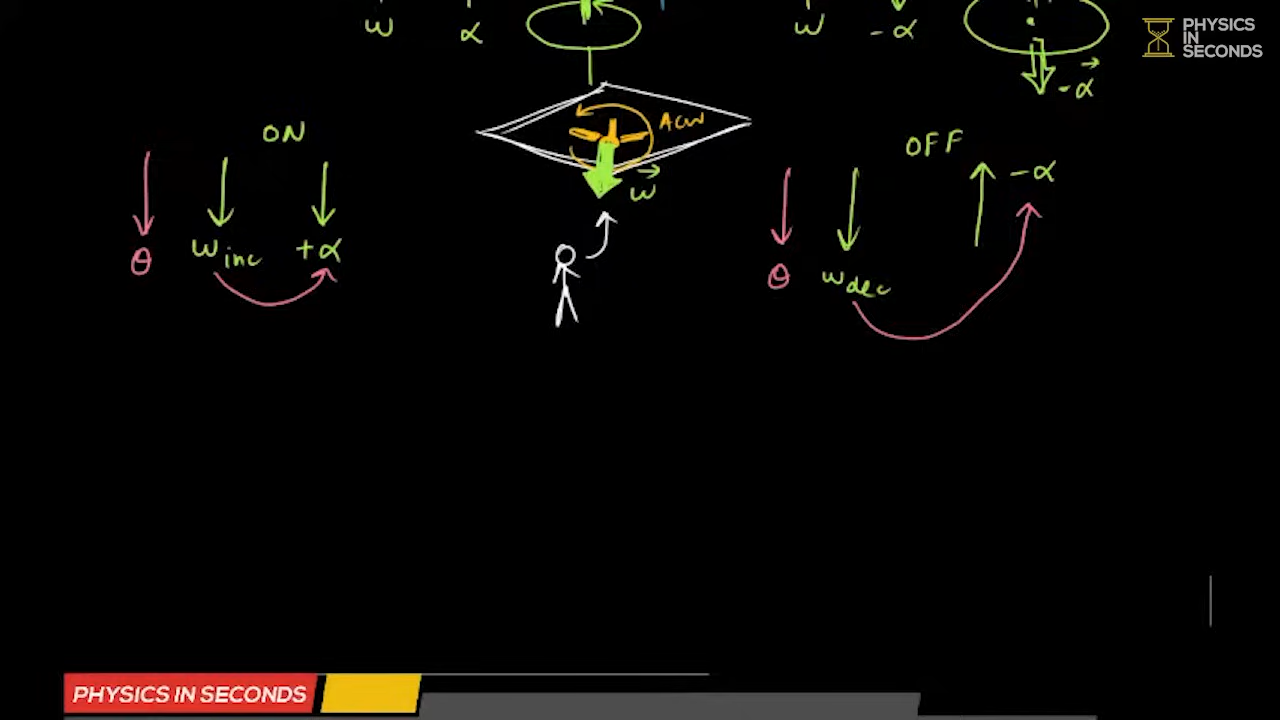 PHYSICS
IN
SECONDS
ω α
ω -α
-α
ON
ACW
OFF
-α
ω
θ ω inc +α
θ ω dec
PHYSICS IN SECONDS